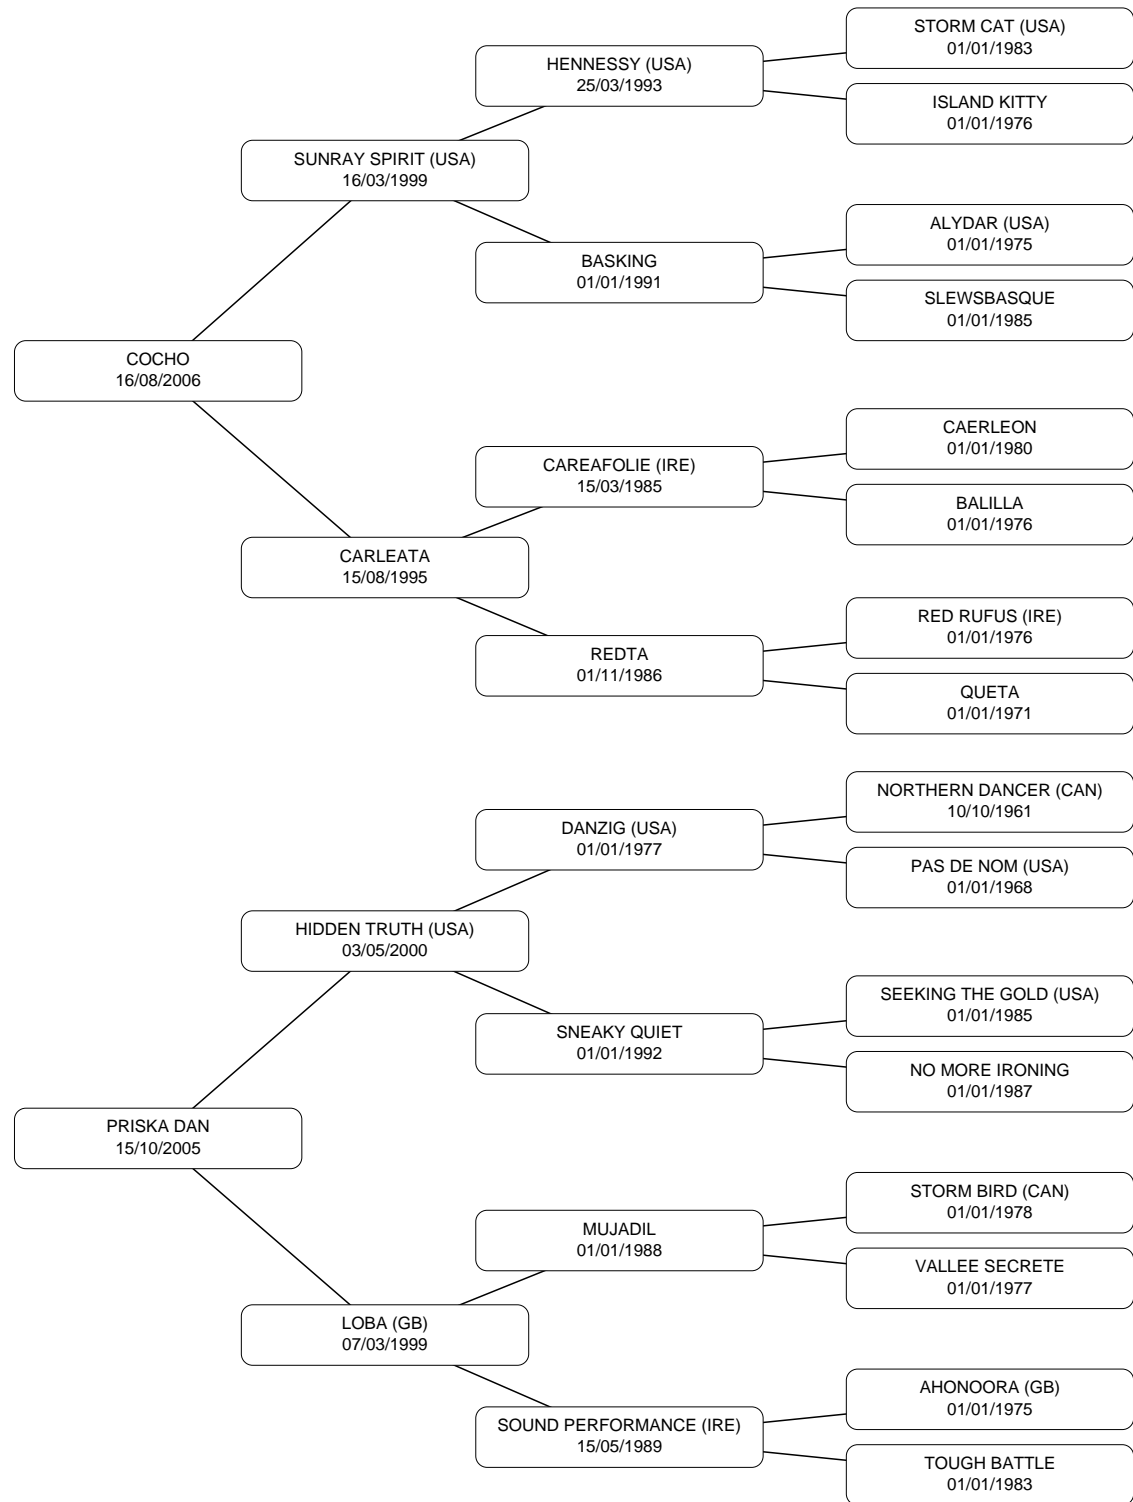 STORM CAT (USA)
01/01/1983
HENNESSY (USA)
25/03/1993
ISLAND KITTY
01/01/1976
SUNRAY SPIRIT (USA)
16/03/1999
ALYDAR (USA)
01/01/1975
BASKING
01/01/1991
SLEWSBASQUE
01/01/1985
COCHO
16/08/2006
CAERLEON
01/01/1980
CAREAFOLIE (IRE)
15/03/1985
BALILLA
01/01/1976
CARLEATA
15/08/1995
RED RUFUS (IRE)
01/01/1976
REDTA
01/11/1986
QUETA
01/01/1971
NORTHERN DANCER (CAN)
10/10/1961
DANZIG (USA)
01/01/1977
PAS DE NOM (USA)
01/01/1968
HIDDEN TRUTH (USA)
03/05/2000
SEEKING THE GOLD (USA)
01/01/1985
SNEAKY QUIET
01/01/1992
NO MORE IRONING
01/01/1987
PRISKA DAN
15/10/2005
STORM BIRD (CAN)
01/01/1978
MUJADIL
01/01/1988
VALLEE SECRETE
01/01/1977
LOBA (GB)
07/03/1999
AHONOORA (GB)
01/01/1975
SOUND PERFORMANCE (IRE)
15/05/1989
TOUGH BATTLE
01/01/1983